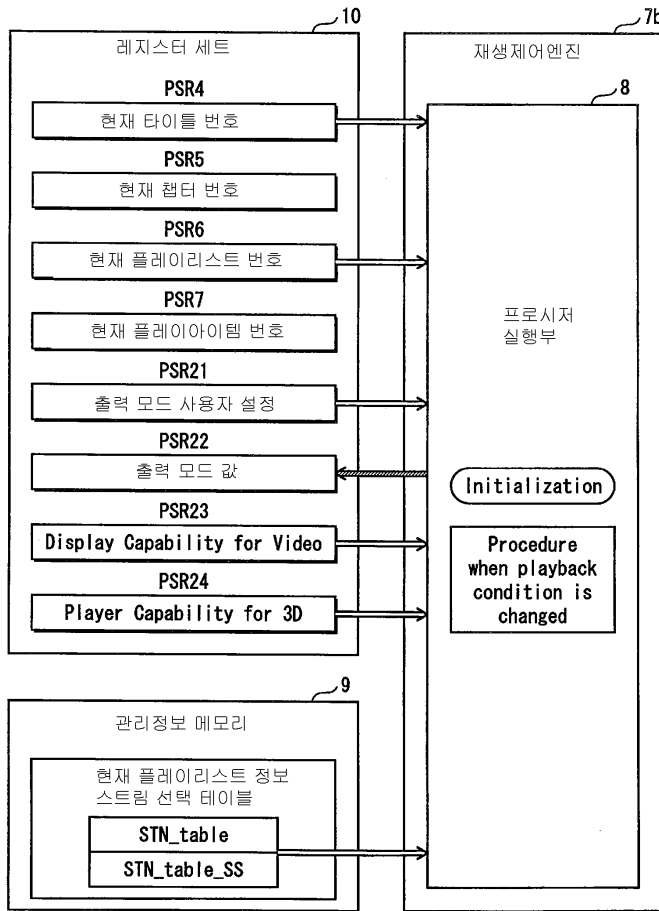 10
레지스터 세트
PSR4
현재 타이틀 번호
PSR5
현재 챕터 번호
PSR6
현재 플레이리스트 번호
PSR7
현재 플레이아이템 번호
PSR21
출력 모드 사용자 설정
PSR22
출력 모드 값
PSR23
Display Capability for Video
PSR24
Player Capability for 3D
9
관리정보 메모리
현재 플레이리스트 정보
스트림 선택 테이블
STN_table
STN_table_SS
7b
재생제어엔진
8
프로시저
실행부
Initialization
Procedure
when playback
condition is
changed